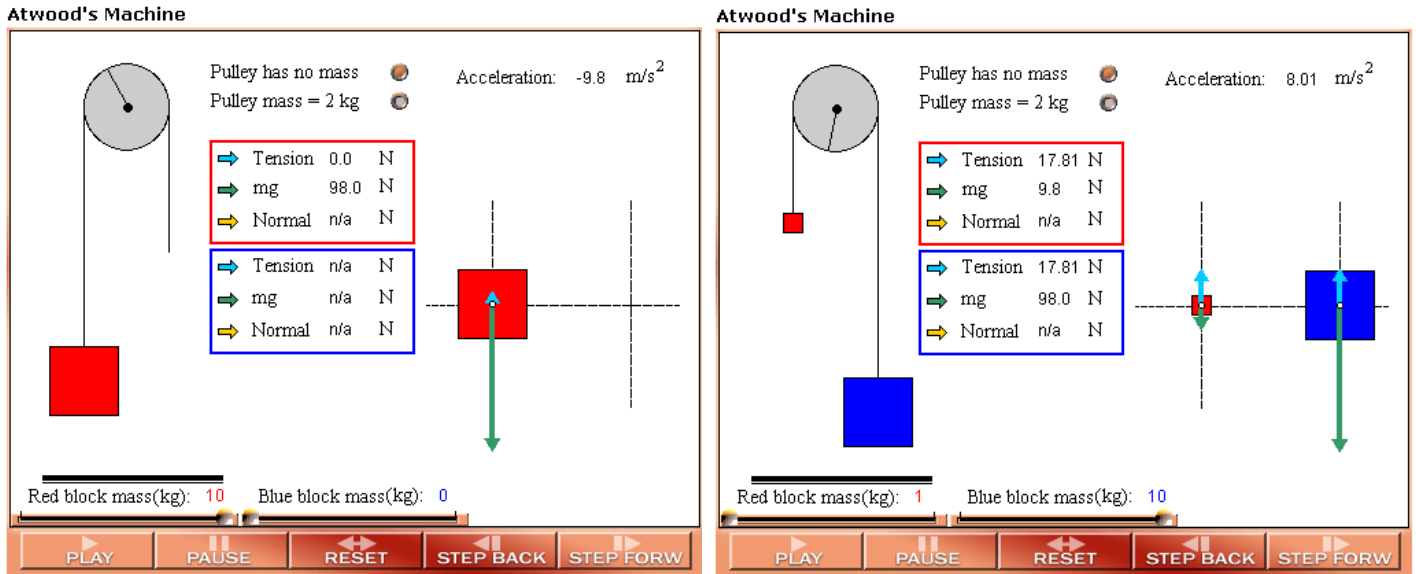 Atwood's Machine
Pulley has no mass
Pulley mass = 2 kg
Acceleration: -9.8 m/s²
Tension 0.0 N
mg 98.0 N
Normal n/a N
Tension n/a N
mg n/a N
Normal n/a N
Red block mass(kg): 10 Blue block mass(kg): 0
PLAY PAUSE RESET STEP BACK STEP FORW
Atwood's Machine
Pulley has no mass
Pulley mass = 2 kg
Acceleration: 8.01 m/s²
Tension 17.81 N
mg 9.8 N
Normal n/a N
Tension 17.81 N
mg 98.0 N
Normal n/a N
Red block mass(kg): 1 Blue block mass(kg): 10
PLAY PAUSE RESET STEP BACK STEP FORW